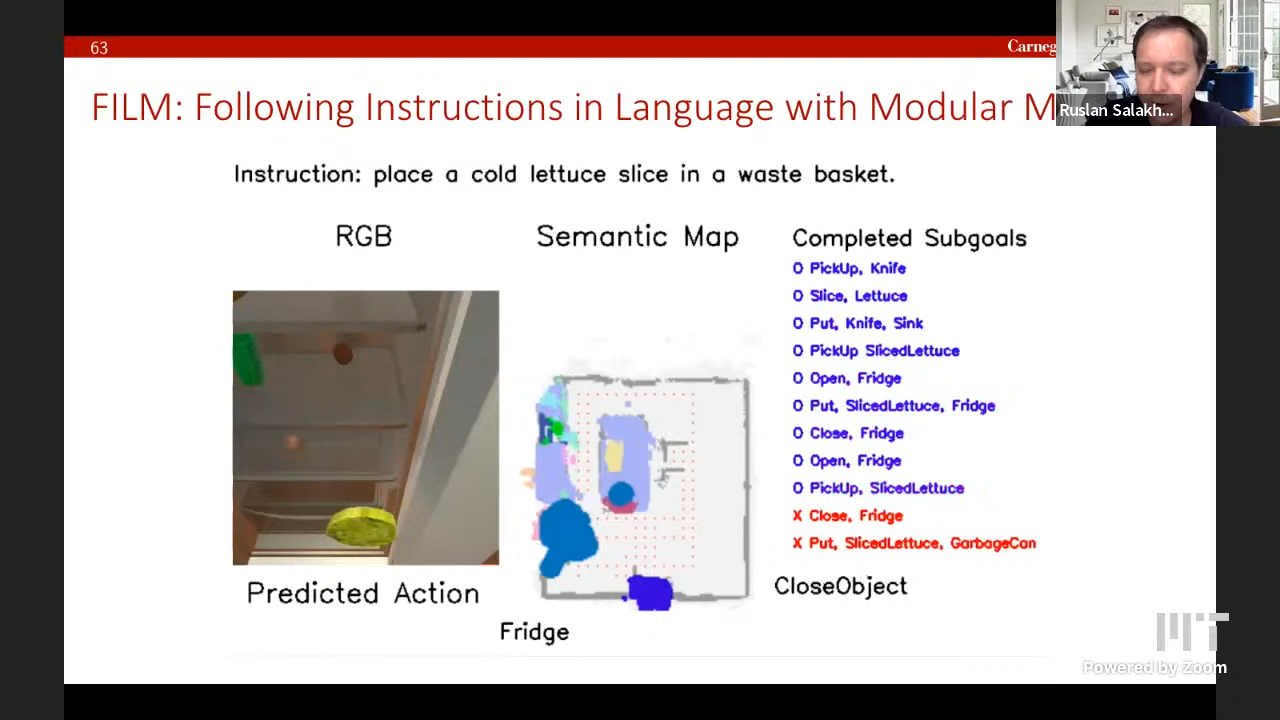 63
Carneg
FILM: Following Instructions in Language with Modular M
Ruslan Salakh...
Instruction: place a cold lettuce slice in a waste basket.
RGB
Semantic Map
Completed Subgoals
O PickUp, Knife
O Slice, Lettuce
O Put, Knife, Sink
O PickUp SlicedLettuce
O Open, Fridge
O Put, SlicedLettuce, Fridge
O Close, Fridge
O Open, Fridge
O PickUp, SlicedLettuce
X Close, Fridge
X Put, SlicedLettuce, GarbageCan
Predicted Action
CloseObject
Fridge
MIT
Powered by Zoom